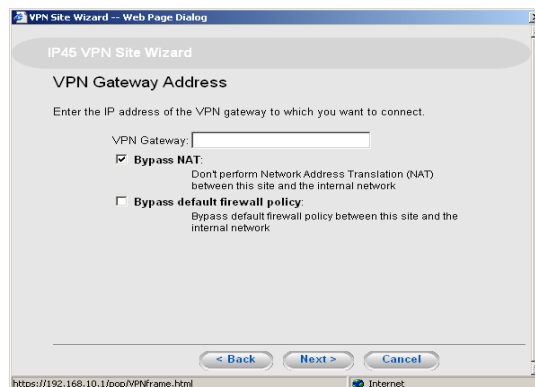 VPN Site Wizard -- Web Page Dialog
IP45 VPN Site Wizard
VPN Gateway Address
Enter the IP address of the VPN gateway to which you want to connect.
VPN Gateway:
Bypass NAT:
Don't perform Network Address Translation (NAT)
between this site and the internal network
Bypass default firewall policy:
Bypass default firewall policy between this site and the
internal network
< Back Next > Cancel
https://192.168.10.1/pop/VPNframe.html Internet